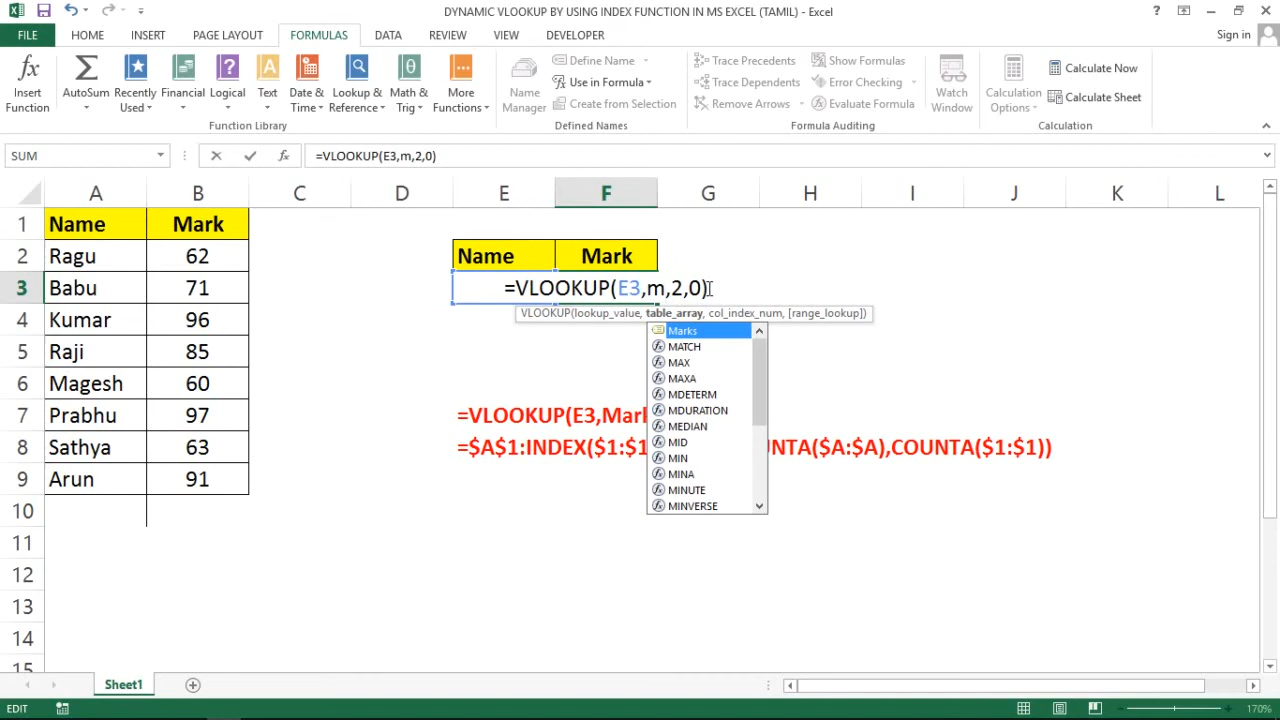 DYNAMIC VLOOKUP BY USING INDEX FUNCTION IN MS EXCEL (TAMIL) - Excel
?
FILE HOME INSERT PAGE LAYOUT FORMULAS DATA REVIEW VIEW DEVELOPER Sign in
Insert Function
AutoSum
Recently Used
Financial
Logical
Text
Date & Time
Lookup & Reference
Math & Trig
More Functions
Function Library
Name Manager
Define Name
Use in Formula
Create from Selection
Defined Names
Trace Precedents
Trace Dependents
Remove Arrows
Show Formulas
Error Checking
Evaluate Formula
Formula Auditing
Watch Window
Calculation Options
Calculate Now
Calculate Sheet
Calculation
SUM fx =VLOOKUP(E3,m,2,0)
A B C D E F G H I J K L
1 Name Mark
2 Ragu 62 Name Mark
3 Babu 71 =VLOOKUP(E3,m,2,0)
VLOOKUP(lookup_value, table_array, col_index_num, [range_lookup])
4 Kumar 96
5 Raji 85
6 Magesh 60
7 Prabhu 97 =VLOOKUP(E3,Mark
8 Sathya 63 =$A$1:INDEX($1:$1 NTA($A:$A),COUNTA($1:$1))
9 Arun 91
10
11
12
13
14
15
Marks
MATCH
MAX
MAXA
MDETERM
MDURATION
MEDIAN
MID
MIN
MINA
MINUTE
MINVERSE
Sheet1
EDIT 170%